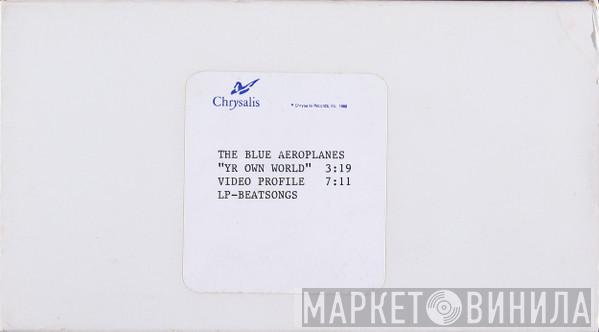 Chrysalis
THE BLUE AEROPLANES
"YR OWN WORLD" 3:19
VIDEO PROFILE 7:11
LP-BEATSONGS
МАРКЕТ ВИНИЛА